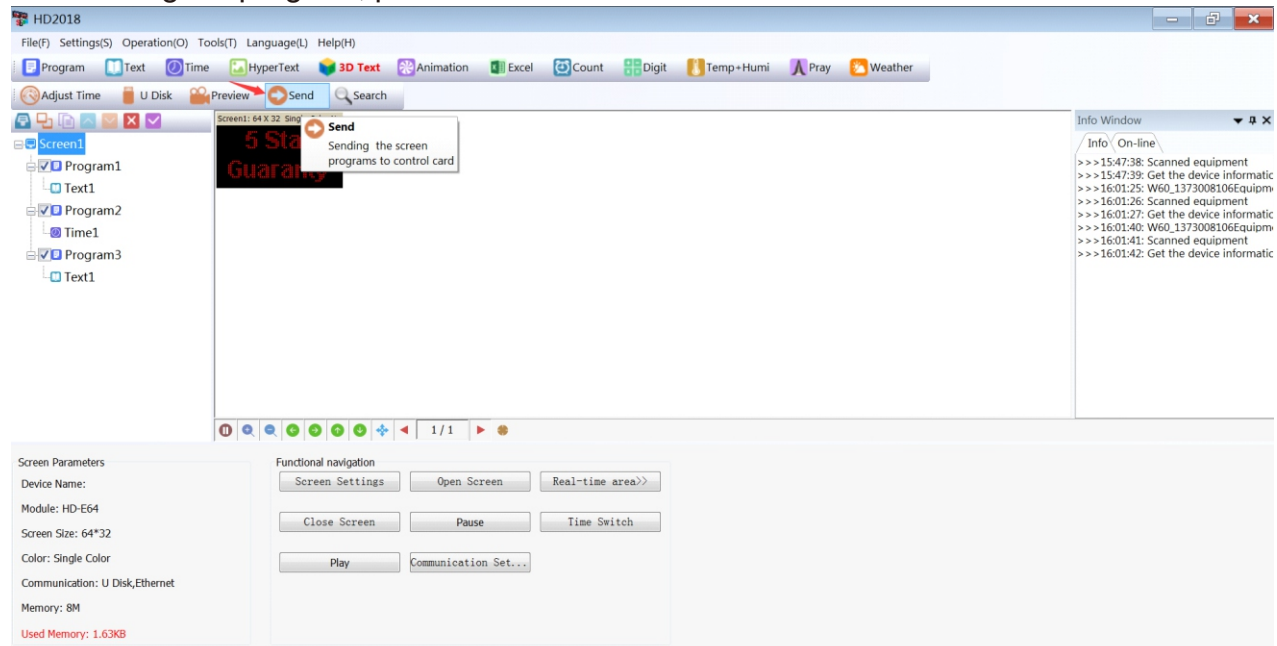 HD2018
File(F) Settings(S) Operation(O) Tools(T) Language(L) Help(H)
Program Text Time HyperText 3D Text Animation Excel Count Digit Temp+Humi Pray Weather
Adjust Time U Disk Preview Send Search
Screen1: 64 X 32
Send
Sending the screen
programs to control card
5
Guaranty
Screen1
Program1
Text1
Program2
Time1
Program3
Text1
1/1
Info Window
Info On-line
>>>15:47:38: Scanned equipment
>>>15:47:39: Get the device informatic
>>>16:01:25: W60_1373008106Equipm
>>>16:01:26: Scanned equipment
>>>16:01:27: Get the device informatic
>>>16:01:40: W60_1373008106Equipm
>>>16:01:41: Scanned equipment
>>>16:01:42: Get the device informatic
Screen Parameters
Device Name:
Module: HD-E64
Screen Size: 64*32
Color: Single Color
Communication: U Disk,Ethernet
Memory: 8M
Used Memory: 1.63KB
Functional navigation
Screen Settings Open Screen Real-time area>>
Close Screen Pause Time Switch
Play Communication Set...